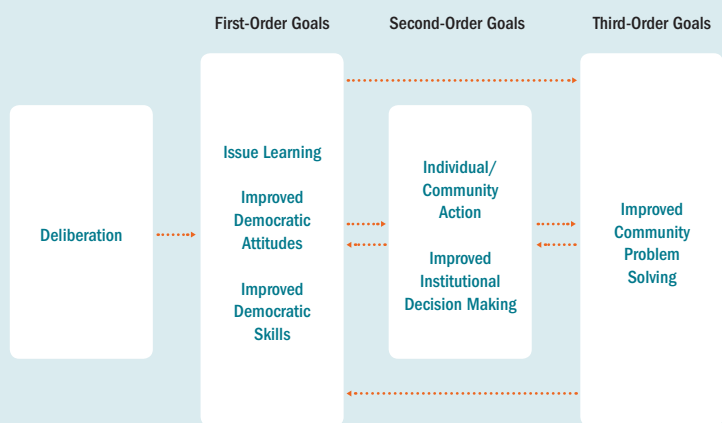 First-Order Goals
Second-Order Goals
Third-Order Goals
Deliberation
Issue Learning
Improved
Democratic
Attitudes
Improved
Democratic
Skills
Individual/
Community
Action
Improved
Institutional
Decision Making
Improved
Community
Problem
Solving